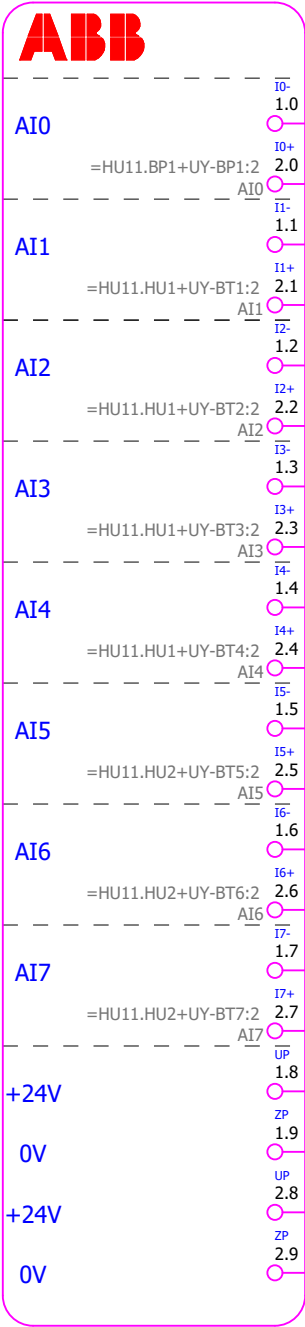 ABB
I0-
1.0
AI0
I0+
=HU11.BP1+UY-BP1:2 2.0
AI0
I1-
1.1
AI1
I1+
=HU11.HU1+UY-BT1:2 2.1
AI1
I2-
1.2
AI2
I2+
=HU11.HU1+UY-BT2:2 2.2
AI2
I3-
1.3
AI3
I3+
=HU11.HU1+UY-BT3:2 2.3
AI3
I4-
1.4
AI4
I4+
=HU11.HU1+UY-BT4:2 2.4
AI4
I5-
1.5
AI5
I5+
=HU11.HU2+UY-BT5:2 2.5
AI5
I6-
1.6
AI6
I6+
=HU11.HU2+UY-BT6:2 2.6
AI6
I7-
1.7
AI7
I7+
=HU11.HU2+UY-BT7:2 2.7
AI7
UP
1.8
+24V
ZP
1.9
0V
UP
2.8
+24V
ZP
2.9
0V